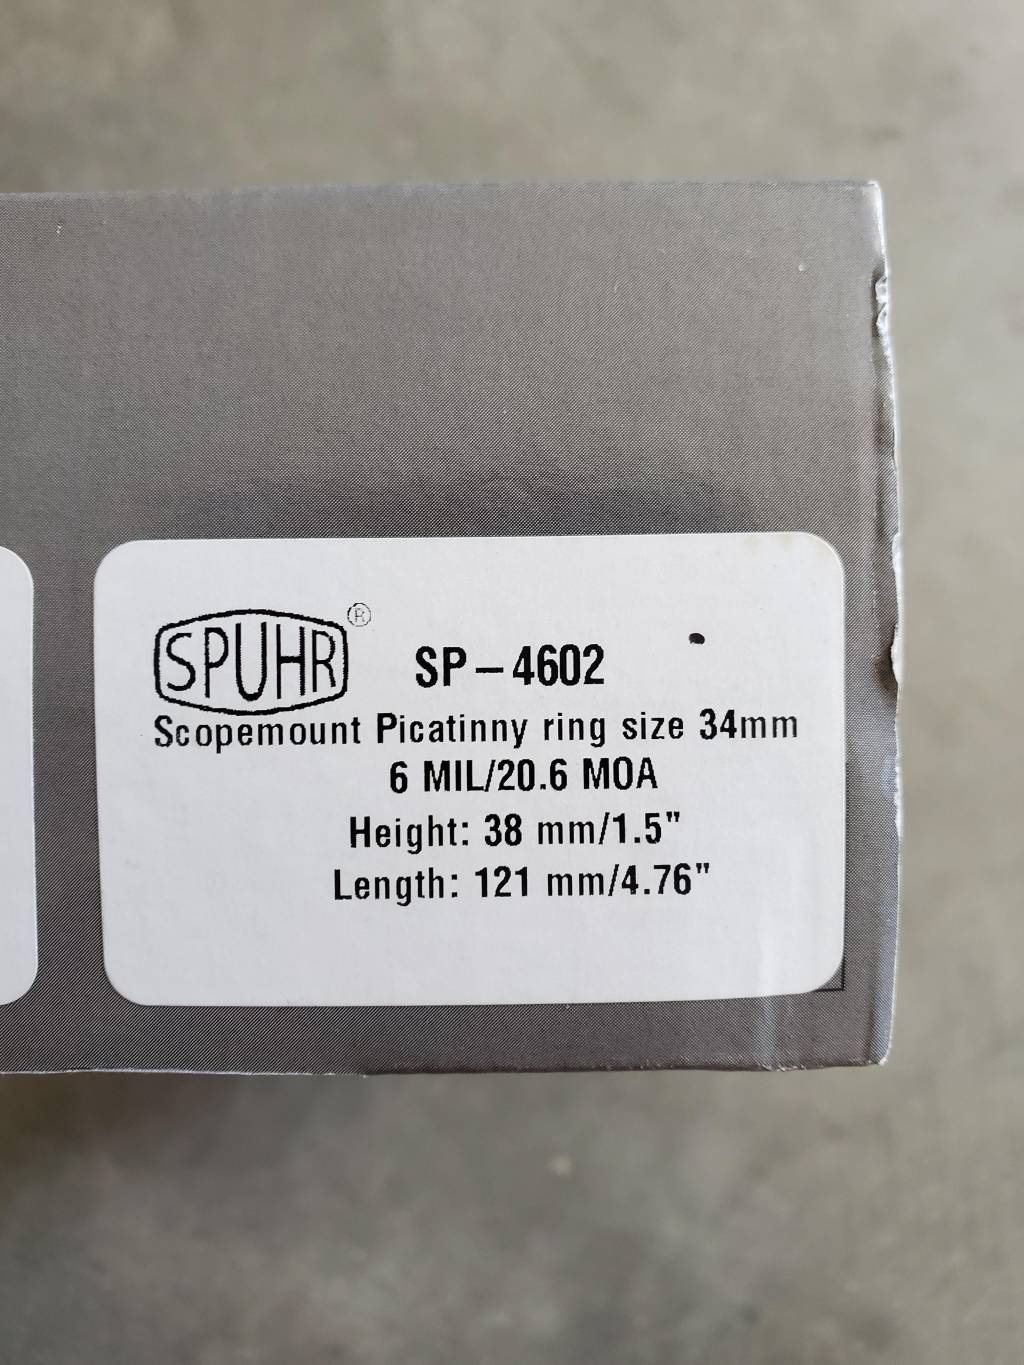 SPUHR® SP-4602
Scopemount Picatinny ring size 34mm
6 MIL/20.6 MOA
Height: 38 mm/1.5"
Length: 121 mm/4.76"